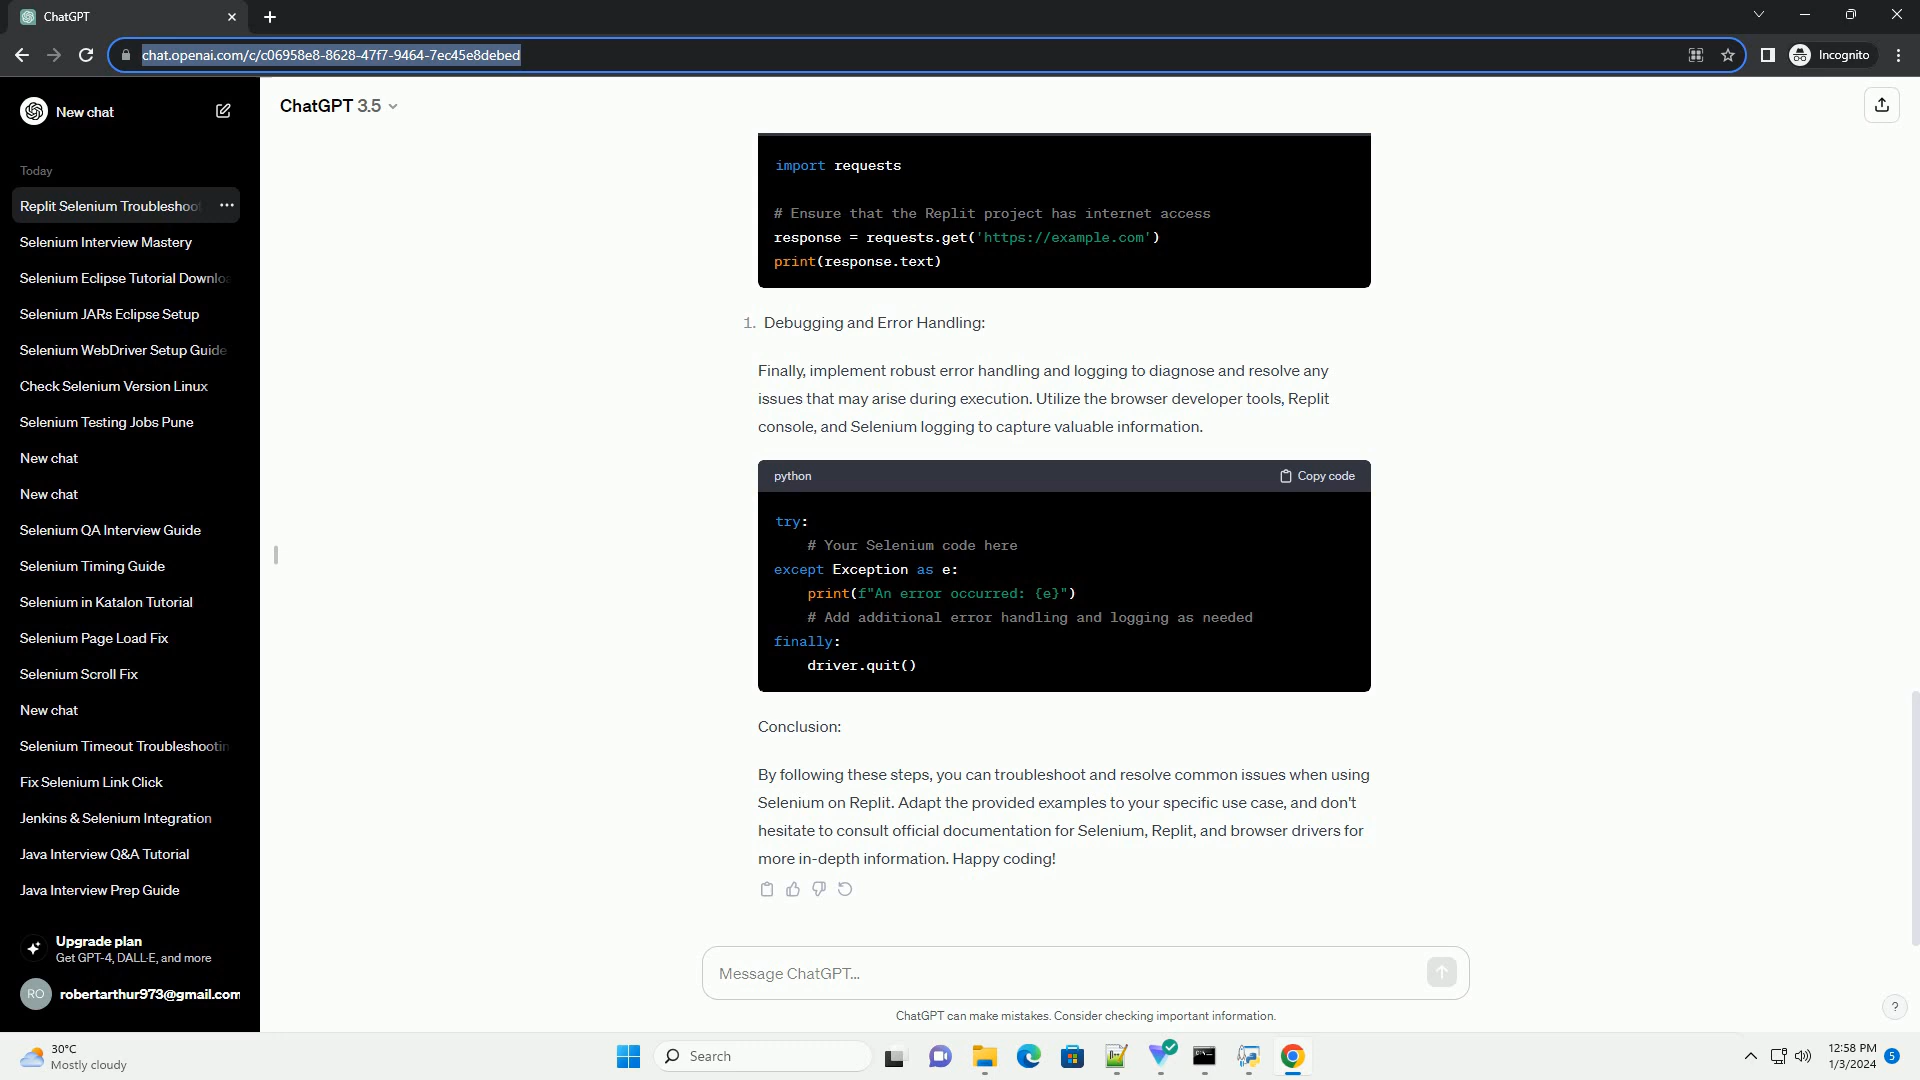 ChatGPT
chat.openai.com/c/c06958e8-8628-47f7-9464-7ec45e8debed
Incognito
New chat
ChatGPT 3.5
Today
Replit Selenium Troubleshoot
Selenium Interview Mastery
Selenium Eclipse Tutorial Downloa
Selenium JARs Eclipse Setup
Selenium WebDriver Setup Guide
Check Selenium Version Linux
Selenium Testing Jobs Pune
New chat
New chat
Selenium QA Interview Guide
Selenium Timing Guide
Selenium in Katalon Tutorial
Selenium Page Load Fix
Selenium Scroll Fix
New chat
Selenium Timeout Troubleshootin
Fix Selenium Link Click
Jenkins & Selenium Integration
Java Interview Q&A Tutorial
Java Interview Prep Guide
Upgrade plan
Get GPT-4, DALL·E, and more
RO
robertarthur973@gmail.com
import requests
# Ensure that the Replit project has internet access
response = requests.get('https://example.com')
print(response.text)
1. Debugging and Error Handling:
Finally, implement robust error handling and logging to diagnose and resolve any
issues that may arise during execution. Utilize the browser developer tools, Replit
console, and Selenium logging to capture valuable information.
python
Copy code
try:
# Your Selenium code here
except Exception as e:
print(f"An error occurred: {e}")
# Add additional error handling and logging as needed
finally:
driver.quit()
Conclusion:
By following these steps, you can troubleshoot and resolve common issues when using
Selenium on Replit. Adapt the provided examples to your specific use case, and don't
hesitate to consult official documentation for Selenium, Replit, and browser drivers for
more in-depth information. Happy coding!
Message ChatGPT...
ChatGPT can make mistakes. Consider checking important information.
?
30°C
Mostly cloudy
Search
12:58 PM
1/3/2024
5